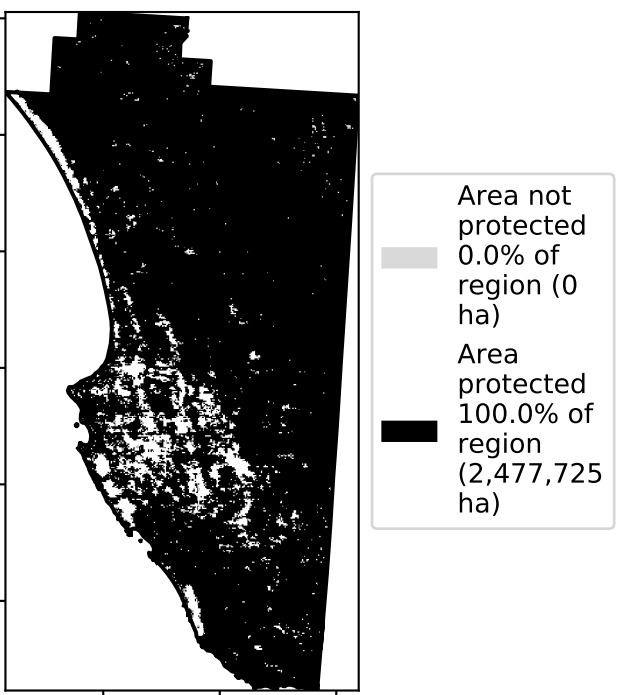 Area not
protected
0.0% of
region (0
ha)
Area
protected
100.0% of
region
(2,477,725
ha)